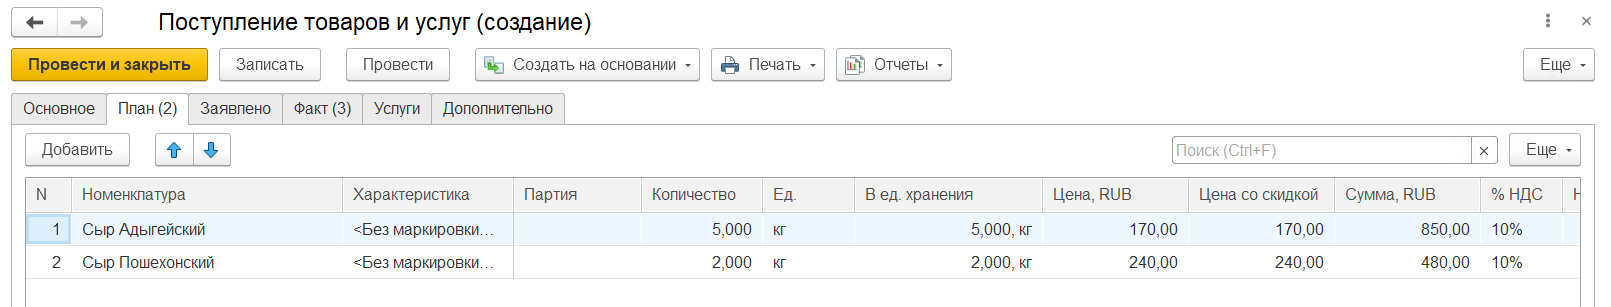 Поступление товаров и услуг (создание)
Провести и закрыть Записать Провести Создать на основании Печать Отчеты Еще
Основное План (2) Заявлено Факт (3) Услуги Дополнительно
Добавить Поиск (Ctrl+F) × Еще
N Номенклатура Характеристика Партия Количество Ед. В ед. хранения Цена, RUB Цена со скидкой Сумма, RUB % НДС Н
1 Сыр Адыгейский <Без маркировки... 5,000 кг 5,000, кг 170,00 170,00 850,00 10%
2 Сыр Пошехонский <Без маркировки... 2,000 кг 2,000, кг 240,00 240,00 480,00 10%